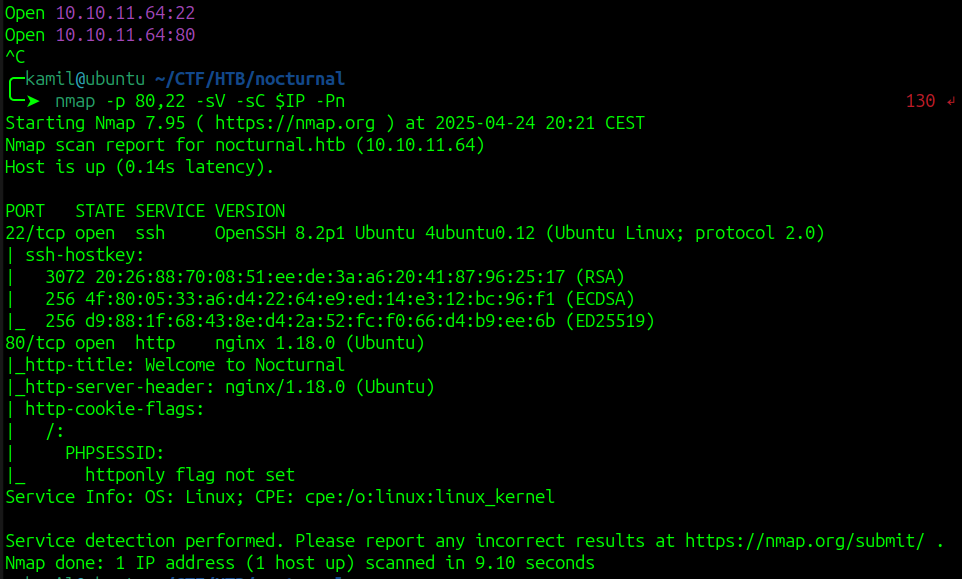 Open 10.10.11.64:22
Open 10.10.11.64:80
^C
kamil@ubuntu ~/CTF/HTB/nocturnal
nmap -p 80,22 -sV -sC $IP -Pn 130 ↲
Starting Nmap 7.95 ( https://nmap.org ) at 2025-04-24 20:21 CEST
Nmap scan report for nocturnal.htb (10.10.11.64)
Host is up (0.14s latency).
PORT   STATE SERVICE VERSION
22/tcp open  ssh     OpenSSH 8.2p1 Ubuntu 4ubuntu0.12 (Ubuntu Linux; protocol 2.0)
| ssh-hostkey:
|   3072 20:26:88:70:08:51:ee:de:3a:a6:20:41:87:96:25:17 (RSA)
|   256 4f:80:05:33:a6:d4:22:64:e9:ed:14:e3:12:bc:96:f1 (ECDSA)
|_  256 d9:88:1f:68:43:8e:d4:2a:52:fc:f0:66:d4:b9:ee:6b (ED25519)
80/tcp open  http    nginx 1.18.0 (Ubuntu)
|_http-title: Welcome to Nocturnal
|_http-server-header: nginx/1.18.0 (Ubuntu)
| http-cookie-flags:
|   /:
|     PHPSESSID:
|_      httponly flag not set
Service Info: OS: Linux; CPE: cpe:/o:linux:linux_kernel
Service detection performed. Please report any incorrect results at https://nmap.org/submit/ .
Nmap done: 1 IP address (1 host up) scanned in 9.10 seconds